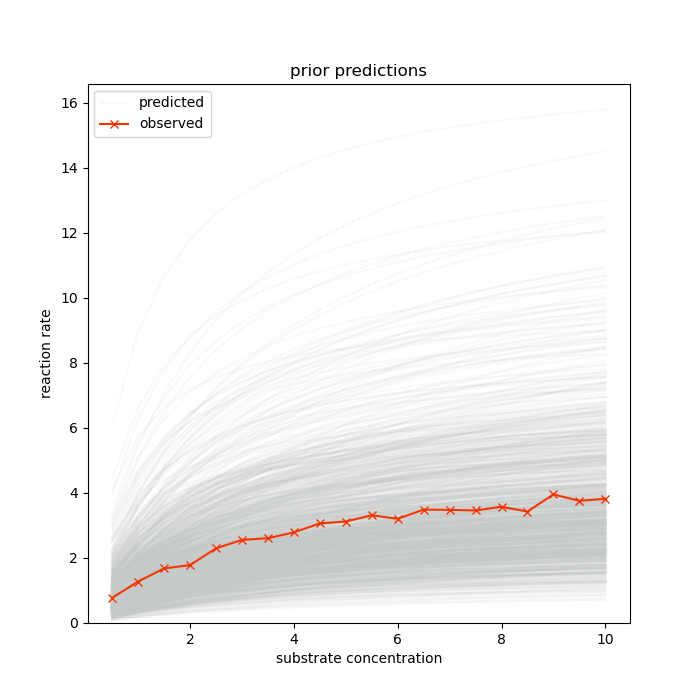 prior predictions
predicted
observed
16
14
12
10
8
6
4
2
0
reaction rate
2
4
6
8
10
substrate concentration